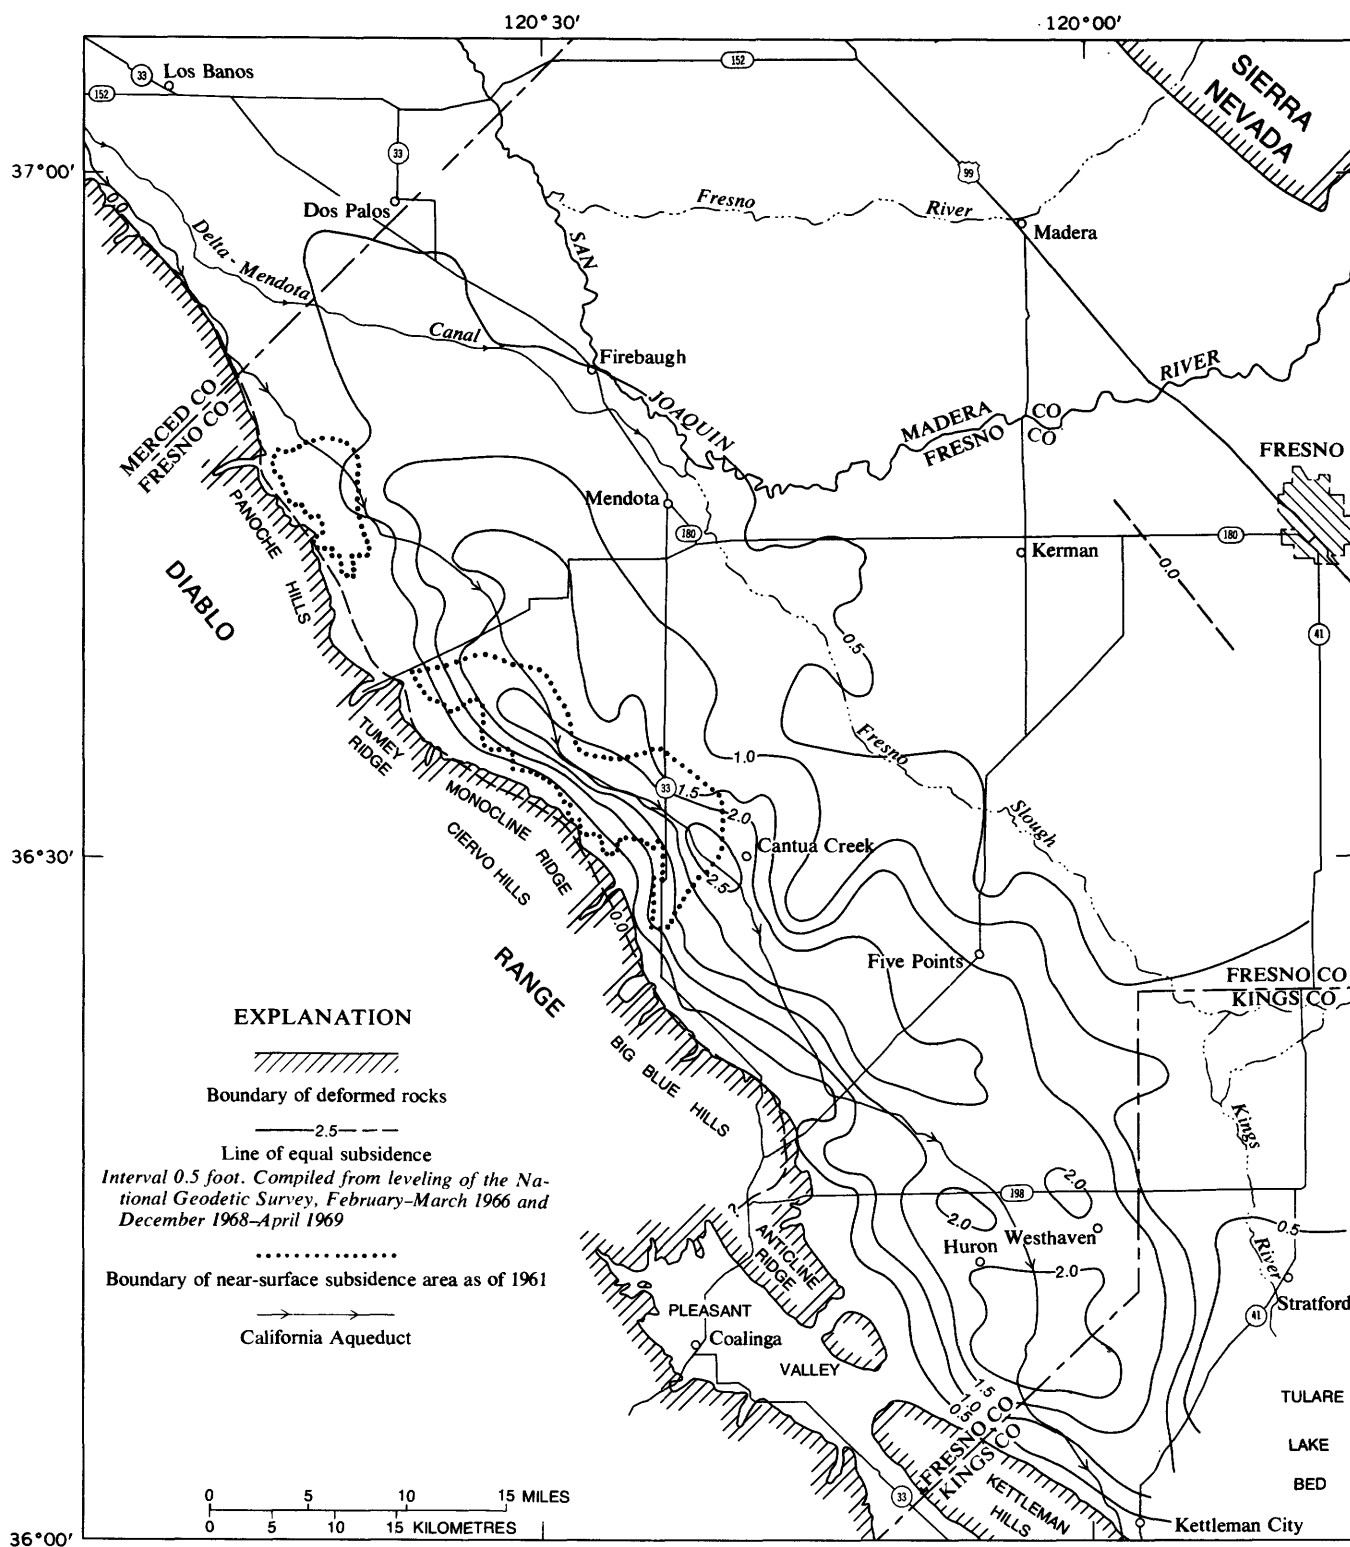 120°30′
120°00′
152
33
Los Banos
152
SIERRA
NEVADA
33
99
37°00′
0.0
Dos Palos
Fresno
River
Madera
Delta - Mendota
SAN
Canal
Firebaugh
RIVER
MERCED CO
FRESNO CO
JOAQUIN
MADERA CO
FRESNO CO
FRESNO
Mendota
PANOCHE
HILLS
180
Kerman
180
0.0
DIABLO
0.5
41
TUMEY
RIDGE
Fresno
1.0
33
1.5
2.0
Slough
MONOCLINE RIDGE
CIERVO HILLS
36°30′
Cantua Creek
2.5
0.0
RANGE
Five Points
FRESNO CO
KINGS CO
EXPLANATION
Boundary of deformed rocks
2.5
Line of equal subsidence
Interval 0.5 foot. Compiled from leveling of the Na-
tional Geodetic Survey, February–March 1966 and
December 1968–April 1969
Boundary of near-surface subsidence area as of 1961
California Aqueduct
BIG BLUE HILLS
Kings
River
2.0
198
2.0
Westhaven
Huron
0.5
?
ANTICLINE
RIDGE
2.0
Stratford
41
PLEASANT
Coalinga
VALLEY
1.5
1.0
0.5
FRESNO CO
KINGS CO
TULARE
LAKE
BED
33
KETTLEMAN
HILLS
0 5 10 15 MILES
0 5 10 15 KILOMETRES
36°00′
Kettleman City